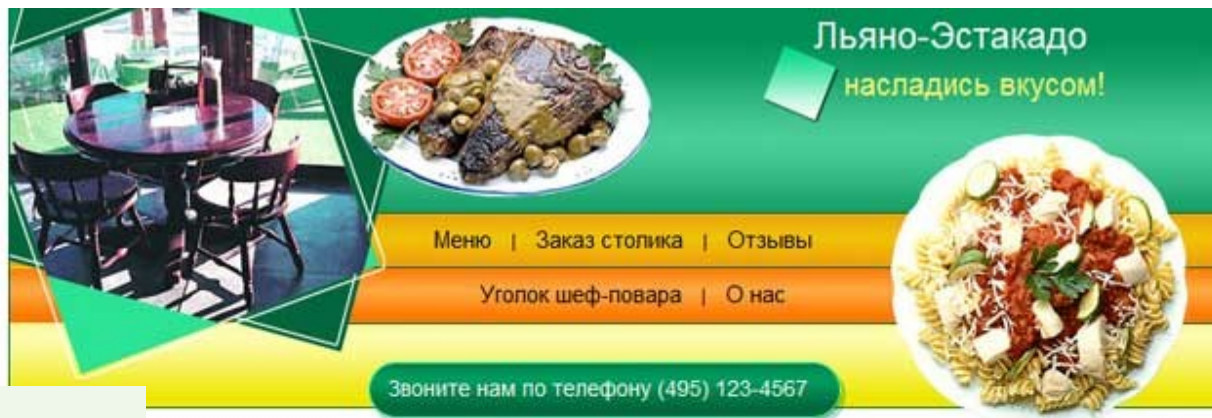 Льяно-Эстакадо
насладись вкусом!
Меню | Заказ столика | Отзывы
Уголок шеф-повара | О нас
Звоните нам по телефону (495) 123-4567